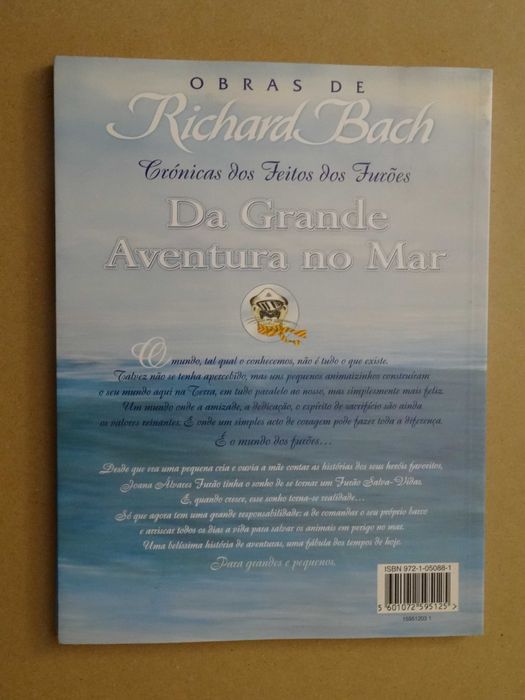 OBRAS DE
Richard Bach
Crónicas dos Feitos dos Furões
Da Grande
Aventura no Mar
O mundo, tal qual o conhecemos, não é tudo o que existe.
Talvez não se tenha apercebido, mas uns pequenos animaizinhos construíram
o seu mundo aqui na Terra, em tudo paralelo ao nosso, mas simplesmente mais feliz.
Um mundo onde a amizade, a dedicação, o espírito de sacrifício são ainda
os valores reinantes. E onde um simples acto de coragem pode fazer toda a diferença.
É o mundo dos furões...
Desde que era uma pequena cria e ouvia a mãe contar as histórias dos seus heróis favoritos,
Joana Álvares Furão tinha o sonho de se tornar um Furão Salva-Vidas.
E, quando cresce, esse sonho torna-se realidade...
Só que agora tem uma grande responsabilidade: a de comandar o seu próprio barco
e arriscar todos os dias a vida para salvar os animais em perigo no mar.
Uma belíssima história de aventuras, uma fábula dos tempos de hoje.
Para grandes e pequenos.
ISBN 972-1-05088-1
5 601072 595125 >
15551203 1